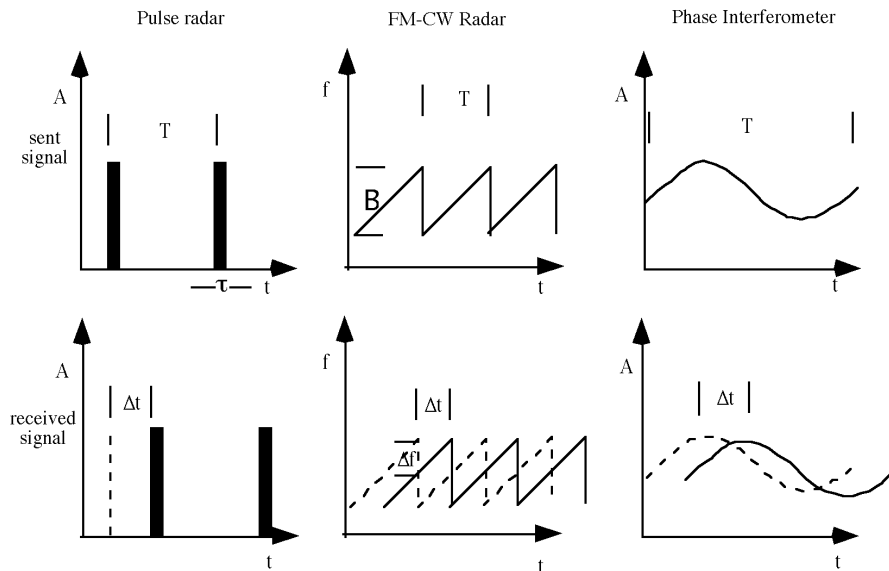 Pulse radar
FM-CW Radar
Phase Interferometer
A
sent
signal
T
τ
t
f
T
B
t
A
T
t
A
received
signal
Δt
t
f
Δt
Δf
t
A
Δt
t